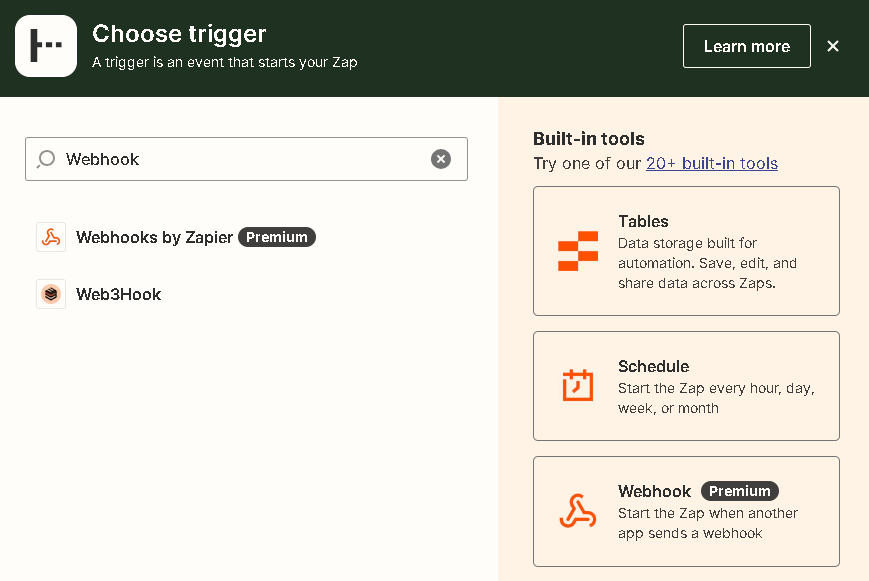 Choose trigger
A trigger is an event that starts your Zap
Learn more
Webhook
Webhooks by Zapier Premium
Web3Hook
Built-in tools
Try one of our 20+ built-in tools
Tables
Data storage built for
automation. Save, edit, and
share data across Zaps.
Schedule
Start the Zap every hour, day,
week, or month
Webhook Premium
Start the Zap when another
app sends a webhook